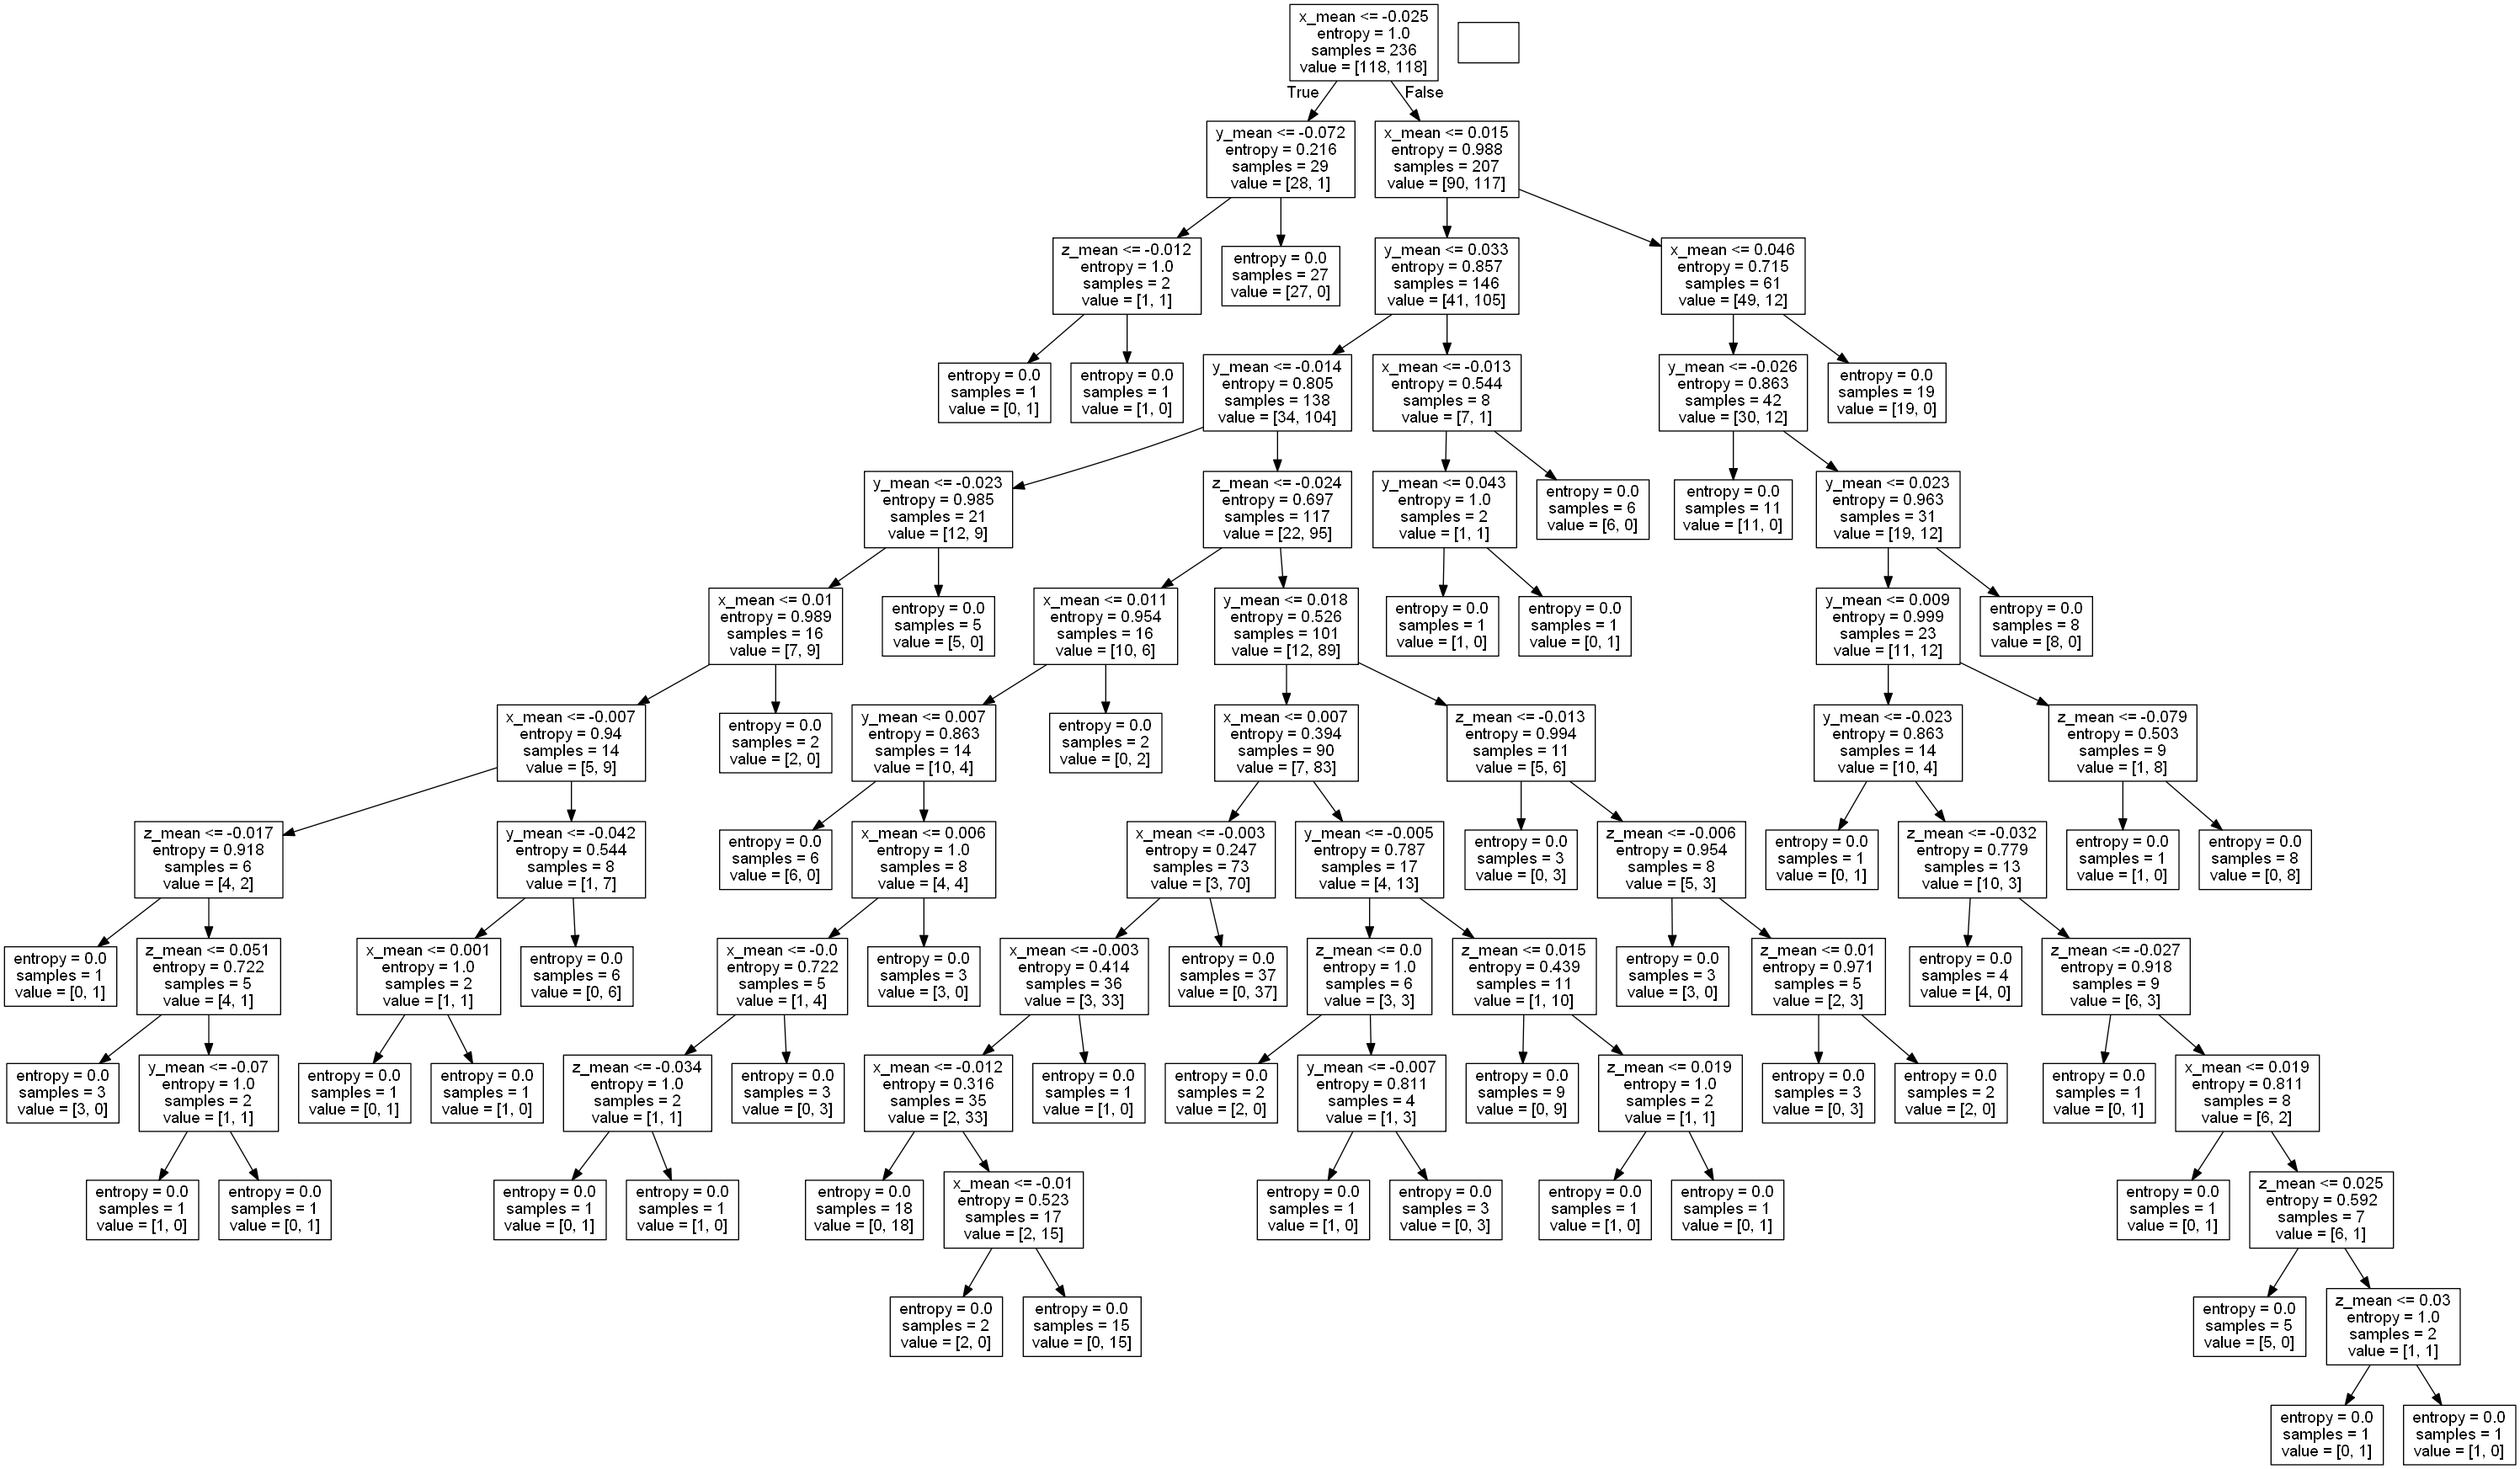 x_mean <= -0.025
entropy = 1.0
samples = 236
value = [118, 118]
True
False
y_mean <= -0.072
entropy = 0.216
samples = 29
value = [28, 1]
x_mean <= 0.015
entropy = 0.988
samples = 207
value = [90, 117]
z_mean <= -0.012
entropy = 1.0
samples = 2
value = [1, 1]
entropy = 0.0
samples = 27
value = [27, 0]
y_mean <= 0.033
entropy = 0.857
samples = 146
value = [41, 105]
x_mean <= 0.046
entropy = 0.715
samples = 61
value = [49, 12]
entropy = 0.0
samples = 1
value = [0, 1]
entropy = 0.0
samples = 1
value = [1, 0]
y_mean <= -0.014
entropy = 0.805
samples = 138
value = [34, 104]
x_mean <= -0.013
entropy = 0.544
samples = 8
value = [7, 1]
y_mean <= -0.026
entropy = 0.863
samples = 42
value = [30, 12]
entropy = 0.0
samples = 19
value = [19, 0]
y_mean <= -0.023
entropy = 0.985
samples = 21
value = [12, 9]
z_mean <= -0.024
entropy = 0.697
samples = 117
value = [22, 95]
y_mean <= 0.043
entropy = 1.0
samples = 2
value = [1, 1]
entropy = 0.0
samples = 6
value = [6, 0]
entropy = 0.0
samples = 11
value = [11, 0]
y_mean <= 0.023
entropy = 0.963
samples = 31
value = [19, 12]
x_mean <= 0.01
entropy = 0.989
samples = 16
value = [7, 9]
entropy = 0.0
samples = 5
value = [5, 0]
x_mean <= 0.011
entropy = 0.954
samples = 16
value = [10, 6]
y_mean <= 0.018
entropy = 0.526
samples = 101
value = [12, 89]
entropy = 0.0
samples = 1
value = [1, 0]
entropy = 0.0
samples = 1
value = [0, 1]
y_mean <= 0.009
entropy = 0.999
samples = 23
value = [11, 12]
entropy = 0.0
samples = 8
value = [8, 0]
x_mean <= -0.007
entropy = 0.94
samples = 14
value = [5, 9]
entropy = 0.0
samples = 2
value = [2, 0]
y_mean <= 0.007
entropy = 0.863
samples = 14
value = [10, 4]
entropy = 0.0
samples = 2
value = [0, 2]
x_mean <= 0.007
entropy = 0.394
samples = 90
value = [7, 83]
z_mean <= -0.013
entropy = 0.994
samples = 11
value = [5, 6]
y_mean <= -0.023
entropy = 0.863
samples = 14
value = [10, 4]
z_mean <= -0.079
entropy = 0.503
samples = 9
value = [1, 8]
z_mean <= -0.017
entropy = 0.918
samples = 6
value = [4, 2]
y_mean <= -0.042
entropy = 0.544
samples = 8
value = [1, 7]
entropy = 0.0
samples = 6
value = [6, 0]
x_mean <= 0.006
entropy = 1.0
samples = 8
value = [4, 4]
x_mean <= -0.003
entropy = 0.247
samples = 73
value = [3, 70]
y_mean <= -0.005
entropy = 0.787
samples = 17
value = [4, 13]
entropy = 0.0
samples = 3
value = [0, 3]
z_mean <= -0.006
entropy = 0.954
samples = 8
value = [5, 3]
entropy = 0.0
samples = 1
value = [0, 1]
z_mean <= -0.032
entropy = 0.779
samples = 13
value = [10, 3]
entropy = 0.0
samples = 1
value = [1, 0]
entropy = 0.0
samples = 8
value = [0, 8]
entropy = 0.0
samples = 1
value = [0, 1]
z_mean <= 0.051
entropy = 0.722
samples = 5
value = [4, 1]
x_mean <= 0.001
entropy = 1.0
samples = 2
value = [1, 1]
entropy = 0.0
samples = 6
value = [0, 6]
x_mean <= -0.0
entropy = 0.722
samples = 5
value = [1, 4]
entropy = 0.0
samples = 3
value = [3, 0]
x_mean <= -0.003
entropy = 0.414
samples = 36
value = [3, 33]
entropy = 0.0
samples = 37
value = [0, 37]
z_mean <= 0.0
entropy = 1.0
samples = 6
value = [3, 3]
z_mean <= 0.015
entropy = 0.439
samples = 11
value = [1, 10]
entropy = 0.0
samples = 3
value = [3, 0]
z_mean <= 0.01
entropy = 0.971
samples = 5
value = [2, 3]
entropy = 0.0
samples = 4
value = [4, 0]
z_mean <= -0.027
entropy = 0.918
samples = 9
value = [6, 3]
entropy = 0.0
samples = 3
value = [3, 0]
y_mean <= -0.07
entropy = 1.0
samples = 2
value = [1, 1]
entropy = 0.0
samples = 1
value = [0, 1]
entropy = 0.0
samples = 1
value = [1, 0]
z_mean <= -0.034
entropy = 1.0
samples = 2
value = [1, 1]
entropy = 0.0
samples = 3
value = [0, 3]
x_mean <= -0.012
entropy = 0.316
samples = 35
value = [2, 33]
entropy = 0.0
samples = 1
value = [1, 0]
entropy = 0.0
samples = 2
value = [2, 0]
y_mean <= -0.007
entropy = 0.811
samples = 4
value = [1, 3]
entropy = 0.0
samples = 9
value = [0, 9]
z_mean <= 0.019
entropy = 1.0
samples = 2
value = [1, 1]
entropy = 0.0
samples = 3
value = [0, 3]
entropy = 0.0
samples = 2
value = [2, 0]
entropy = 0.0
samples = 1
value = [0, 1]
x_mean <= 0.019
entropy = 0.811
samples = 8
value = [6, 2]
entropy = 0.0
samples = 1
value = [1, 0]
entropy = 0.0
samples = 1
value = [0, 1]
entropy = 0.0
samples = 1
value = [0, 1]
entropy = 0.0
samples = 1
value = [1, 0]
entropy = 0.0
samples = 18
value = [0, 18]
x_mean <= -0.01
entropy = 0.523
samples = 17
value = [2, 15]
entropy = 0.0
samples = 1
value = [1, 0]
entropy = 0.0
samples = 3
value = [0, 3]
entropy = 0.0
samples = 1
value = [1, 0]
entropy = 0.0
samples = 1
value = [0, 1]
entropy = 0.0
samples = 1
value = [0, 1]
z_mean <= 0.025
entropy = 0.592
samples = 7
value = [6, 1]
entropy = 0.0
samples = 2
value = [2, 0]
entropy = 0.0
samples = 15
value = [0, 15]
entropy = 0.0
samples = 5
value = [5, 0]
z_mean <= 0.03
entropy = 1.0
samples = 2
value = [1, 1]
entropy = 0.0
samples = 1
value = [0, 1]
entropy = 0.0
samples = 1
value = [1, 0]